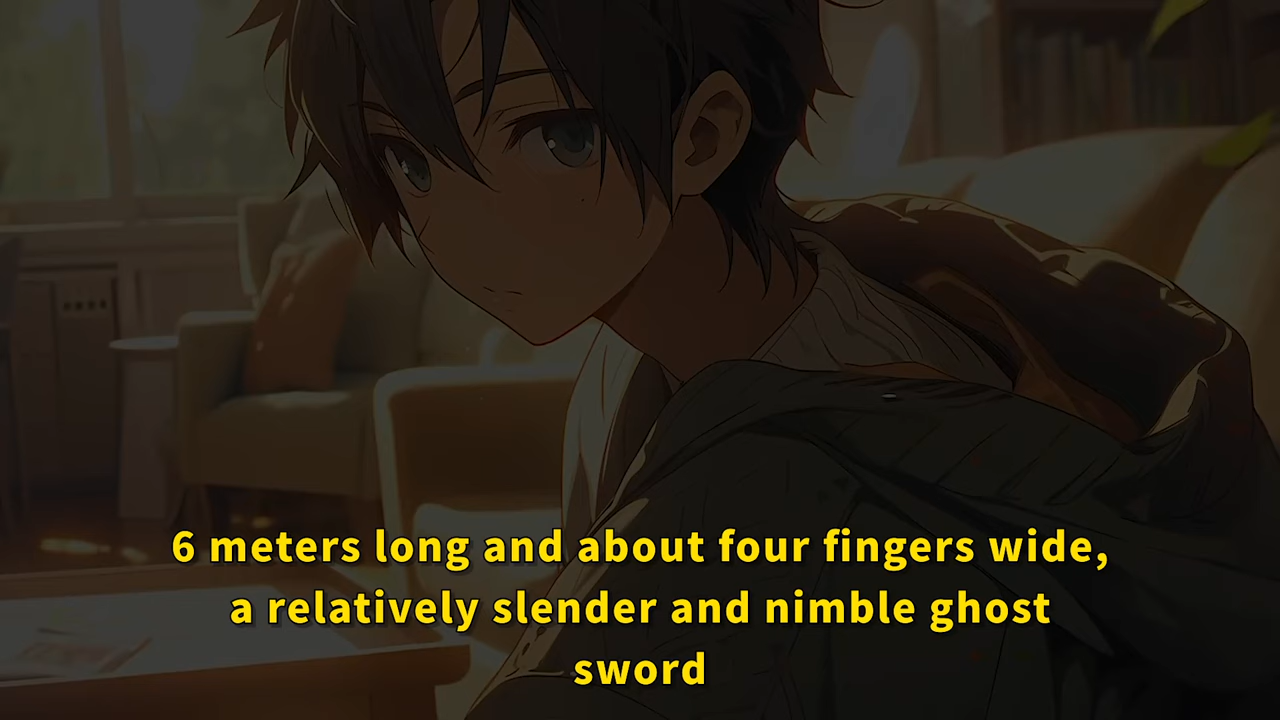 6 meters long and about four fingers wide,
a relatively slender and nimble ghost
sword